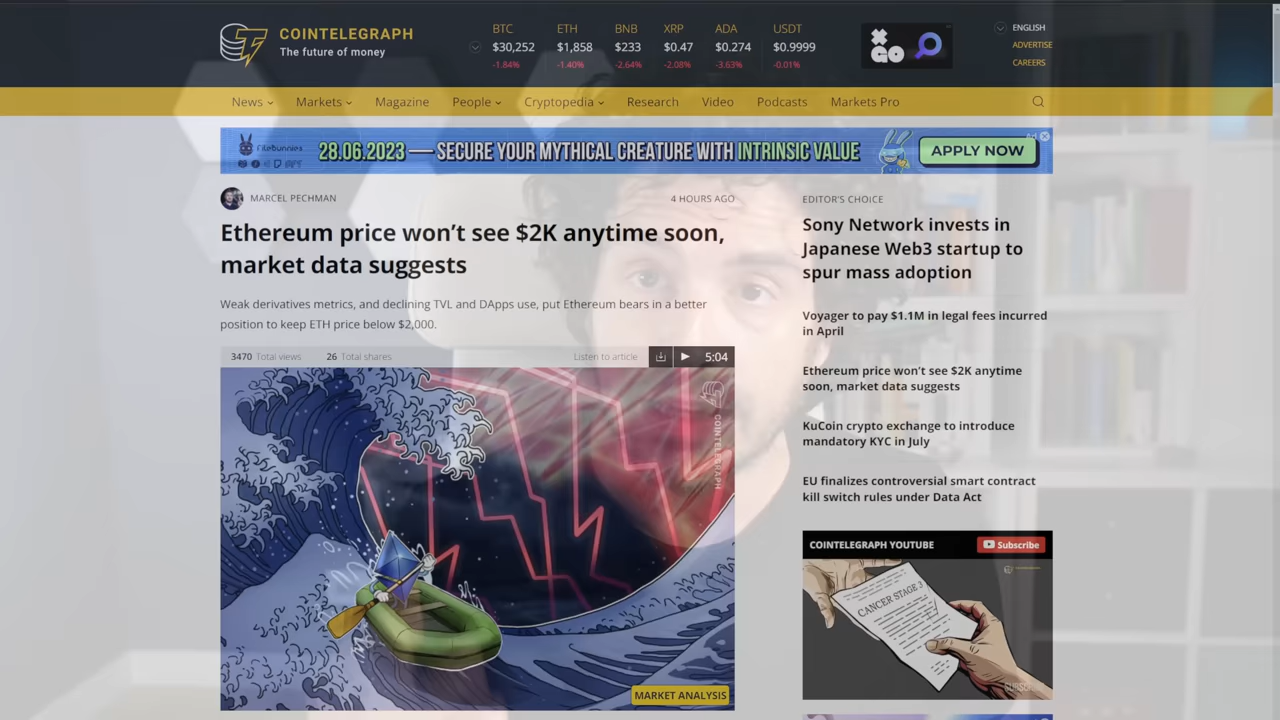 COINTELEGRAPH
The future of money
BTC ETH BNB XRP ADA USDT
$30,252 $1,858 $233 $0.47 $0.274 $0.9999
-1.84% -1.40% -2.64% -2.08% -3.63% -0.01%
XGO
ENGLISH
ADVERTISE
CAREERS
News Markets Magazine People Cryptopedia Research Video Podcasts Markets Pro
28.06.2023 — SECURE YOUR MYTHICAL CREATURE WITH INTRINSIC VALUE
APPLY NOW
Ad
MARCEL PECHMAN 4 HOURS AGO
Ethereum price won’t see $2K anytime soon,
market data suggests
Weak derivatives metrics, and declining TVL and DApps use, put Ethereum bears in a better
position to keep ETH price below $2,000.
3470 Total views 26 Total shares Listen to article 5:04
COINTELEGRAPH
MARKET ANALYSIS
EDITOR’S CHOICE
Sony Network invests in
Japanese Web3 startup to
spur mass adoption
Voyager to pay $1.1M in legal fees incurred
in April
Ethereum price won’t see $2K anytime
soon, market data suggests
KuCoin crypto exchange to introduce
mandatory KYC in July
EU finalizes controversial smart contract
kill switch rules under Data Act
COINTELEGRAPH YOUTUBE Subscribe
CANCER STAGE 3